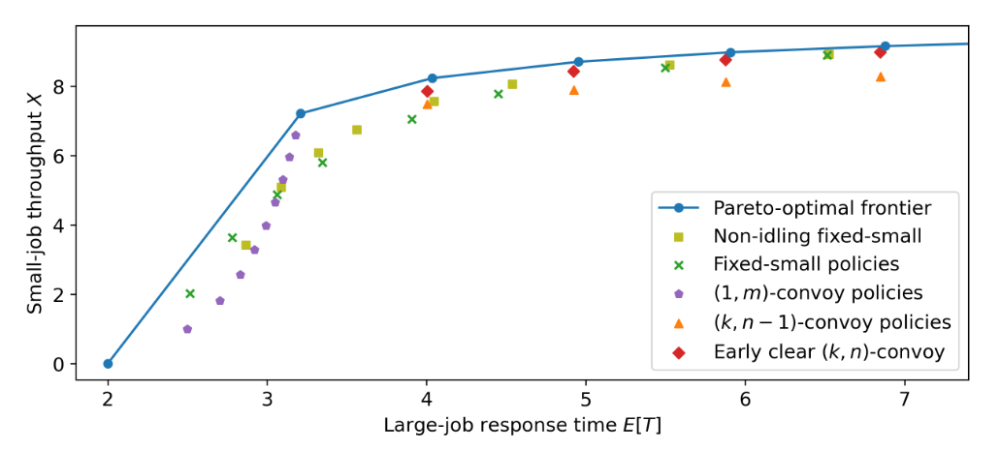 8
6
4
2
0
Small-job throughput X
2 3 4 5 6 7
Large-job response time E[T]
Pareto-optimal frontier
Non-idling fixed-small
Fixed-small policies
(1, m)-convoy policies
(k, n − 1)-convoy policies
Early clear (k, n)-convoy